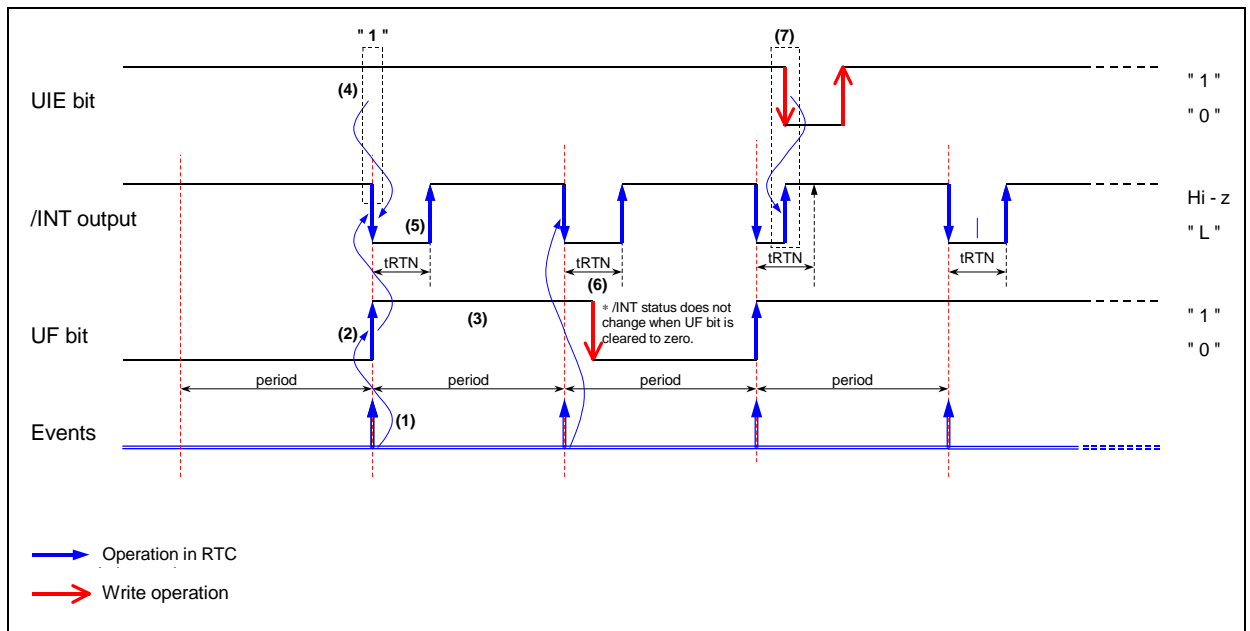 " 1 "
(7)
(4)
UIE bit
" 1 "
" 0 "
/INT output
(5)
Hi - z
" L "
tRTN
tRTN
tRTN
tRTN
(6)
* /INT status does not
change when UF bit is
cleared to zero.
(2)
(3)
UF bit
" 1 "
" 0 "
period
period
period
period
(1)
Events
Operation in RTC
Write operation